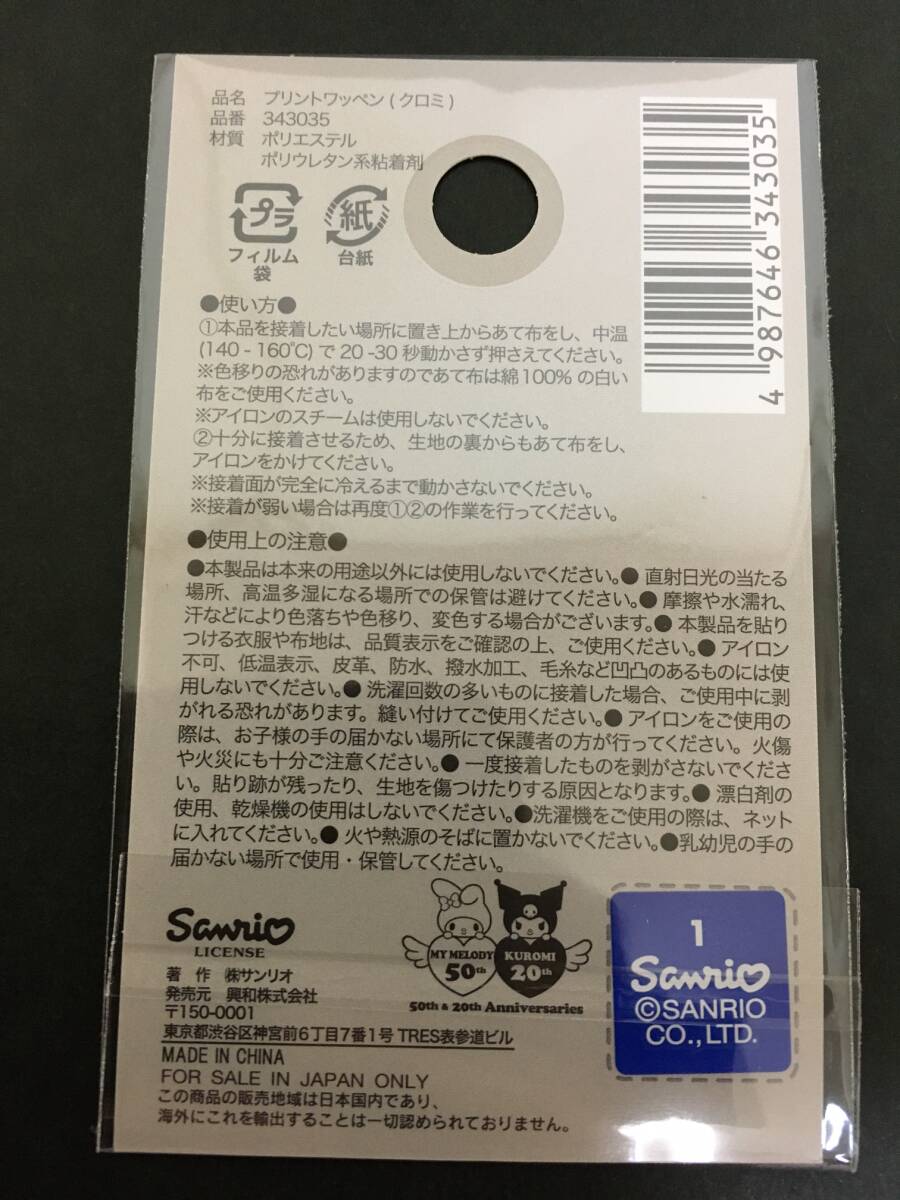 品名 プリントワッペン ( クロミ )
品番 343035
材質 ポリエステル
ポリウレタン系粘着剤
プラ
フィルム
袋
紙
台紙
4 987646 343035
●使い方●
①本品を接着したい場所に置き上からあて布をし、中温
(140 - 160℃) で 20 -30 秒動かさず押さえてください。
※色移りの恐れがありますのであて布は綿100% の白い
布をご使用ください。
※アイロンのスチームは使用しないでください。
②十分に接着させるため、生地の裏からもあて布をし、
アイロンをかけてください。
※接着面が完全に冷えるまで動かさないでください。
※接着が弱い場合は再度①②の作業を行ってください。
●使用上の注意●
●本製品は本来の用途以外には使用しないでください。● 直射日光の当たる
場所、高温多湿になる場所での保管は避けてください。● 摩擦や水濡れ、
汗などにより色落ちや色移り、変色する場合がございます。● 本製品を貼り
つける衣服や布地は、品質表示をご確認の上、ご使用ください。● アイロン
不可、低温表示、皮革、防水、撥水加工、毛糸など凹凸のあるものには使
用しないでください。● 洗濯回数の多いものに接着した場合、ご使用中に剥
がれる恐れがあります。縫い付けてご使用ください。● アイロンをご使用の
際は、お子様の手の届かない場所にて保護者の方が行ってください。火傷
や火災にも十分ご注意ください。● 一度接着したものを剥がさないでくださ
い。貼り跡が残ったり、生地を傷つけたりする原因となります。● 漂白剤の
使用、乾燥機の使用はしないでください。●洗濯機をご使用の際は、ネット
に入れてください。● 火や熱源のそばに置かないでください。●乳幼児の手の
届かない場所で使用・保管してください。
Sanrio
LICENSE
MY MELODY
50th
KUROMI
20th
50th & 20th Anniversaries
1
Sanrio
©SANRIO
CO.,LTD.
著 作 ㈱サンリオ
発売元 興和株式会社
〒150-0001
東京都渋谷区神宮前6丁目7番1号 TRES表参道ビル
MADE IN CHINA
FOR SALE IN JAPAN ONLY
この商品の販売地域は日本国内であり、
海外にこれを輸出することは一切認められておりません。